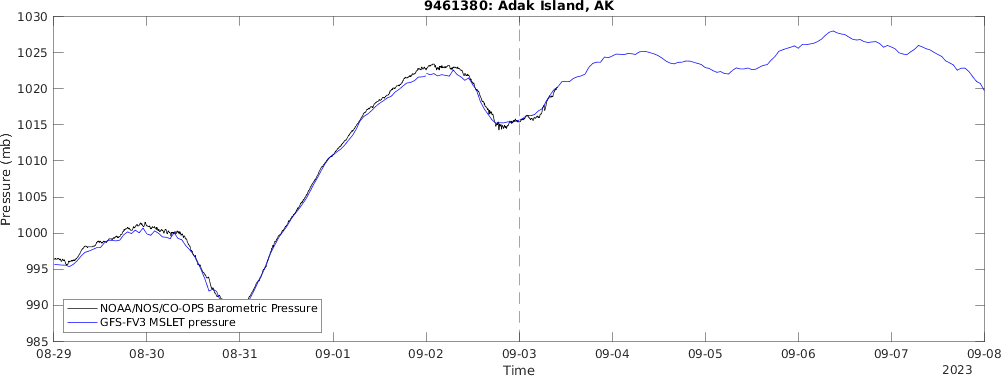 9461380: Adak Island, AK
1030
1025
1020
1015
1010
1005
1000
995
990
985
Pressure (mb)
NOAA/NOS/CO-OPS Barometric Pressure
GFS-FV3 MSLET pressure
08-29 08-30 08-31 09-01 09-02 09-03 09-04 09-05 09-06 09-07 09-08
Time
2023